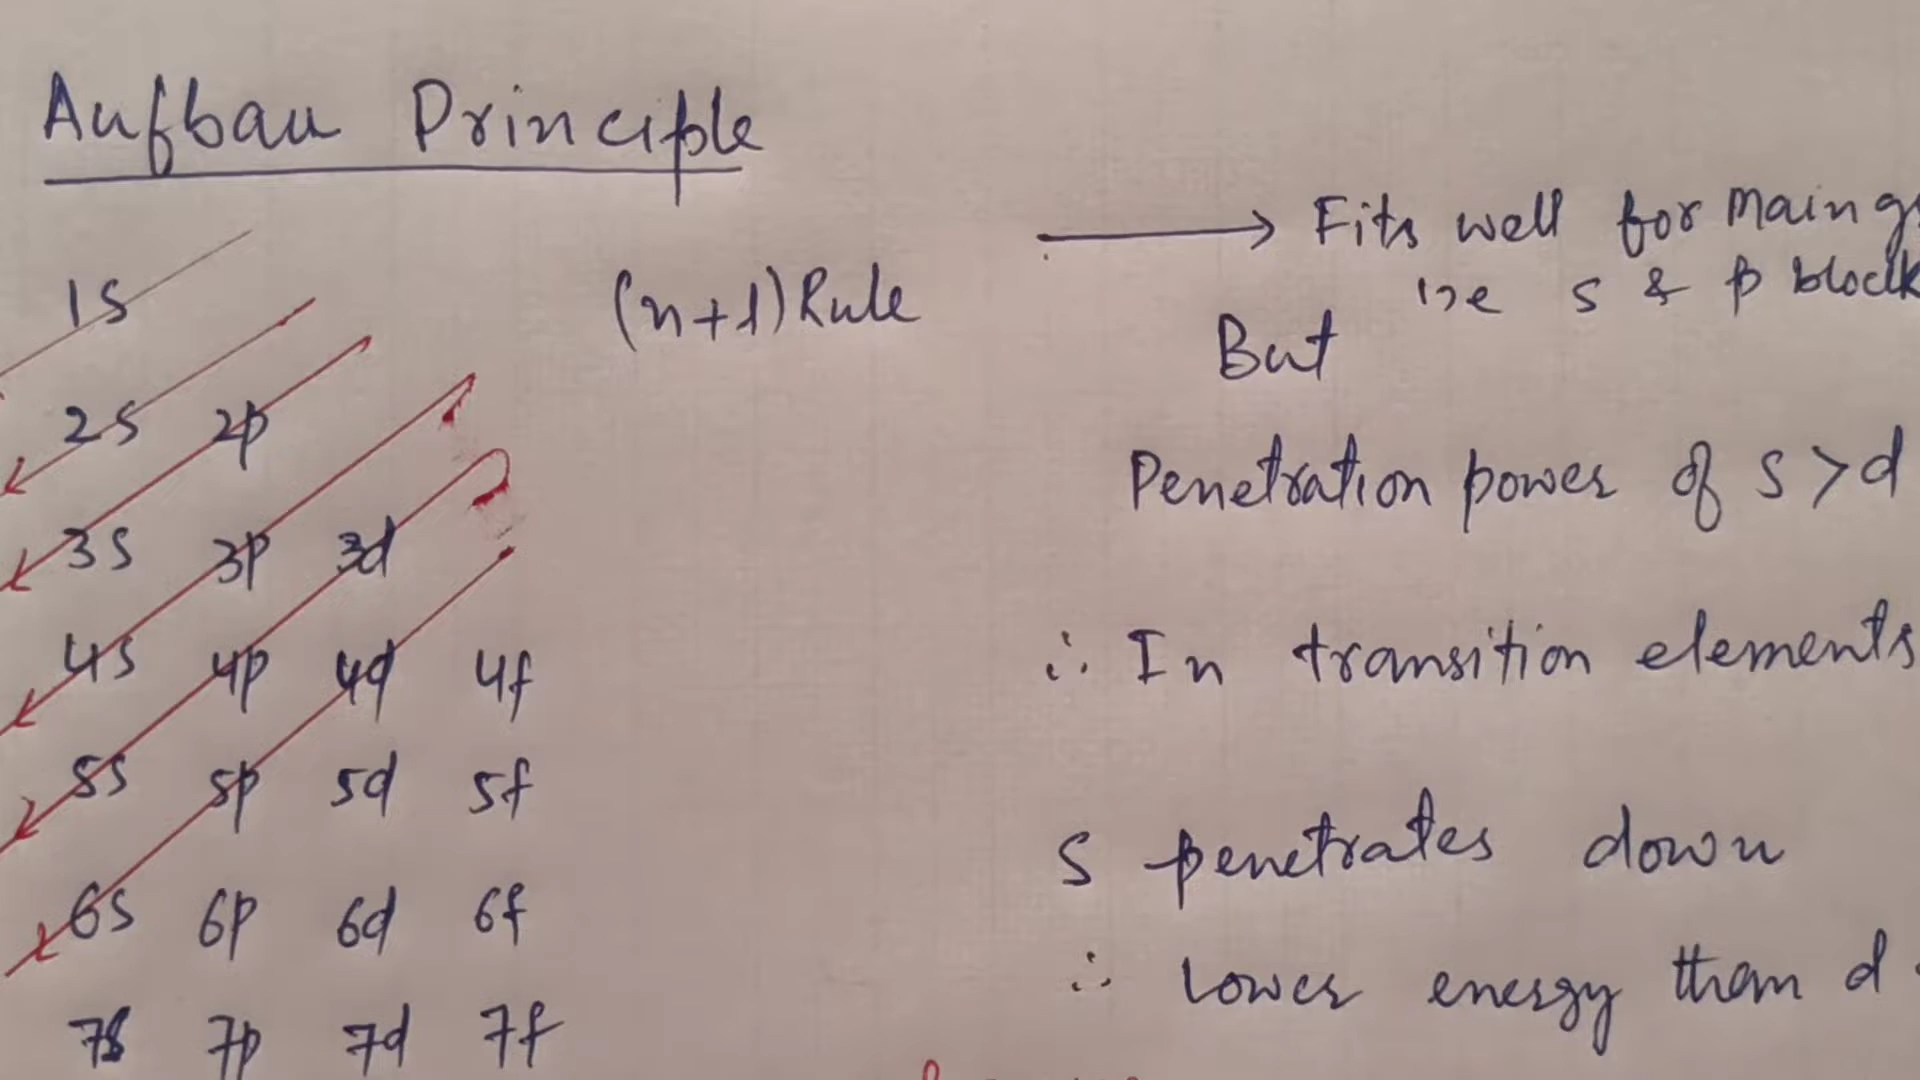 Aufbau Principle
1s
2s 2p
3s 3p 3d
4s 4p 4d 4f
5s 5p 5d 5f
6s 6p 6d 6f
7s 7p 7d 7f
(n+l) Rule
→ Fits well for Main
ie s & p block
But
Penetration power of s > d
∴ In transition elements
s penetrates down
∴ Lower energy than d